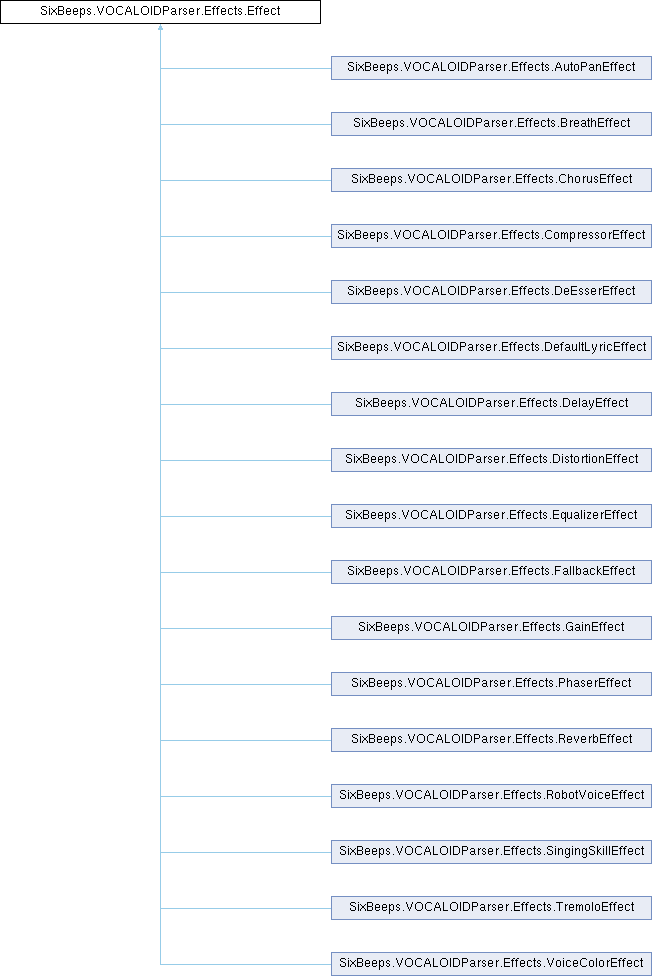 SixBeeps.VOCALOIDParser.Effects.Effect
SixBeeps.VOCALOIDParser.Effects.AutoPanEffect
SixBeeps.VOCALOIDParser.Effects.BreathEffect
SixBeeps.VOCALOIDParser.Effects.ChorusEffect
SixBeeps.VOCALOIDParser.Effects.CompressorEffect
SixBeeps.VOCALOIDParser.Effects.DeEsserEffect
SixBeeps.VOCALOIDParser.Effects.DefaultLyricEffect
SixBeeps.VOCALOIDParser.Effects.DelayEffect
SixBeeps.VOCALOIDParser.Effects.DistortionEffect
SixBeeps.VOCALOIDParser.Effects.EqualizerEffect
SixBeeps.VOCALOIDParser.Effects.FallbackEffect
SixBeeps.VOCALOIDParser.Effects.GainEffect
SixBeeps.VOCALOIDParser.Effects.PhaserEffect
SixBeeps.VOCALOIDParser.Effects.ReverbEffect
SixBeeps.VOCALOIDParser.Effects.RobotVoiceEffect
SixBeeps.VOCALOIDParser.Effects.SingingSkillEffect
SixBeeps.VOCALOIDParser.Effects.TremoloEffect
SixBeeps.VOCALOIDParser.Effects.VoiceColorEffect